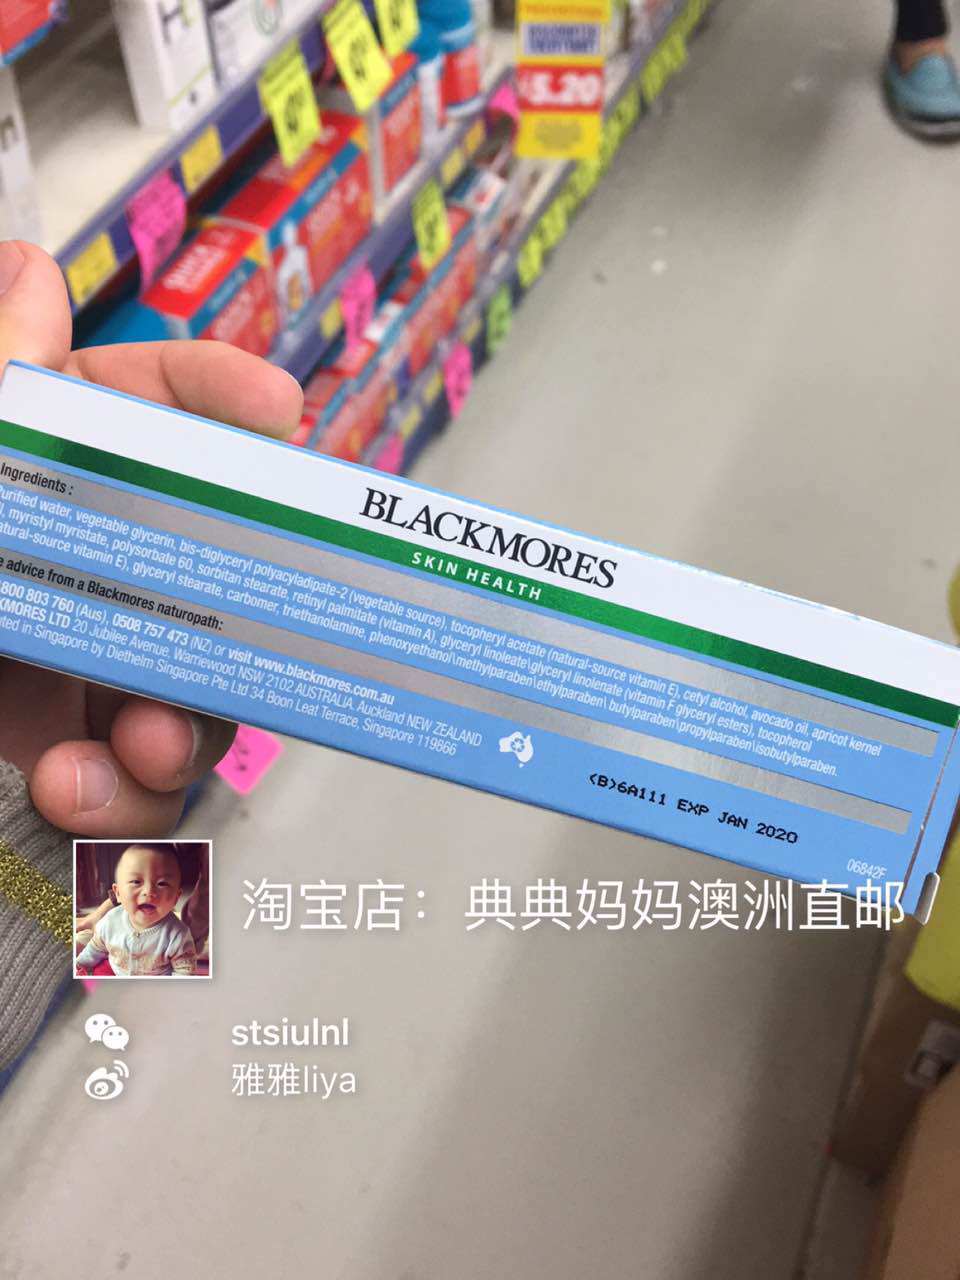 5.20
BLACKMORES
SKIN HEALTH
Ingredients :
Purified water, vegetable glycerin, bis-diglyceryl polyacyladipate-2 (vegetable source), tocopheryl acetate (natural-source vitamin E), cetyl alcohol, avocado oil, apricot kernel
myristyl myristate, polysorbate 60, sorbitan stearate, retinyl palmitate (vitamin A), glyceryl linoleate\glyceryl linolenate (vitamin F glyceryl esters), tocopherol
natural-source vitamin E), glyceryl stearate, carbomer, triethanolamine, phenoxyethanol\methylparaben\ethylparaben\ butylparaben\propylparaben\isobutylparaben.
advice from a Blackmores naturopath:
800 803 760 (Aus), 0508 757 473 (NZ) or visit www.blackmores.com.au
KMORES LTD 20 Jubilee Avenue. Warriewood NSW 2102 AUSTRALIA. Auckland NEW ZEALAND
in Singapore by Diethelm Singapore Pte Ltd 34 Boon Leat Terrace, Singapore 119866
(B)6A111 EXP JAN 2020
06842F
淘宝店：典典妈妈澳洲直邮
stsiulnl
雅雅liya